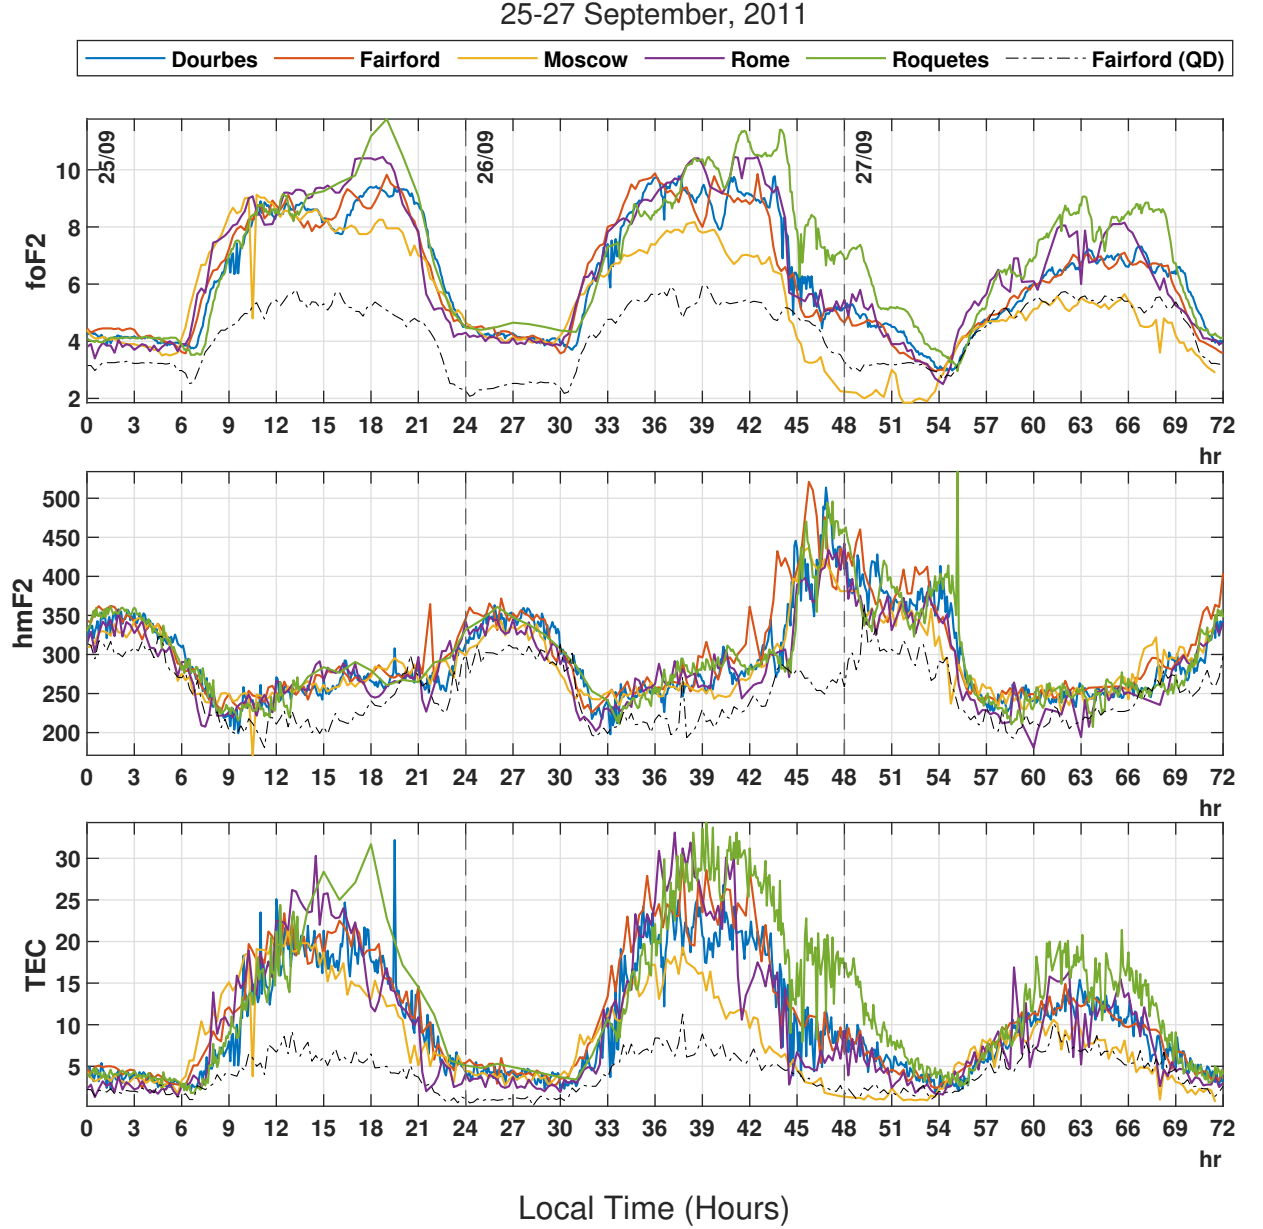 25-27 September, 2011
Dourbes Fairford Moscow Rome Roquetes Fairford (QD)
foF2
10
8
6
4
2
25/09
26/09
27/09
0 3 6 9 12 15 18 21 24 27 30 33 36 39 42 45 48 51 54 57 60 63 66 69 72
hr
hmF2
500
450
400
350
300
250
200
0 3 6 9 12 15 18 21 24 27 30 33 36 39 42 45 48 51 54 57 60 63 66 69 72
hr
TEC
30
25
20
15
10
5
0 3 6 9 12 15 18 21 24 27 30 33 36 39 42 45 48 51 54 57 60 63 66 69 72
hr
Local Time (Hours)